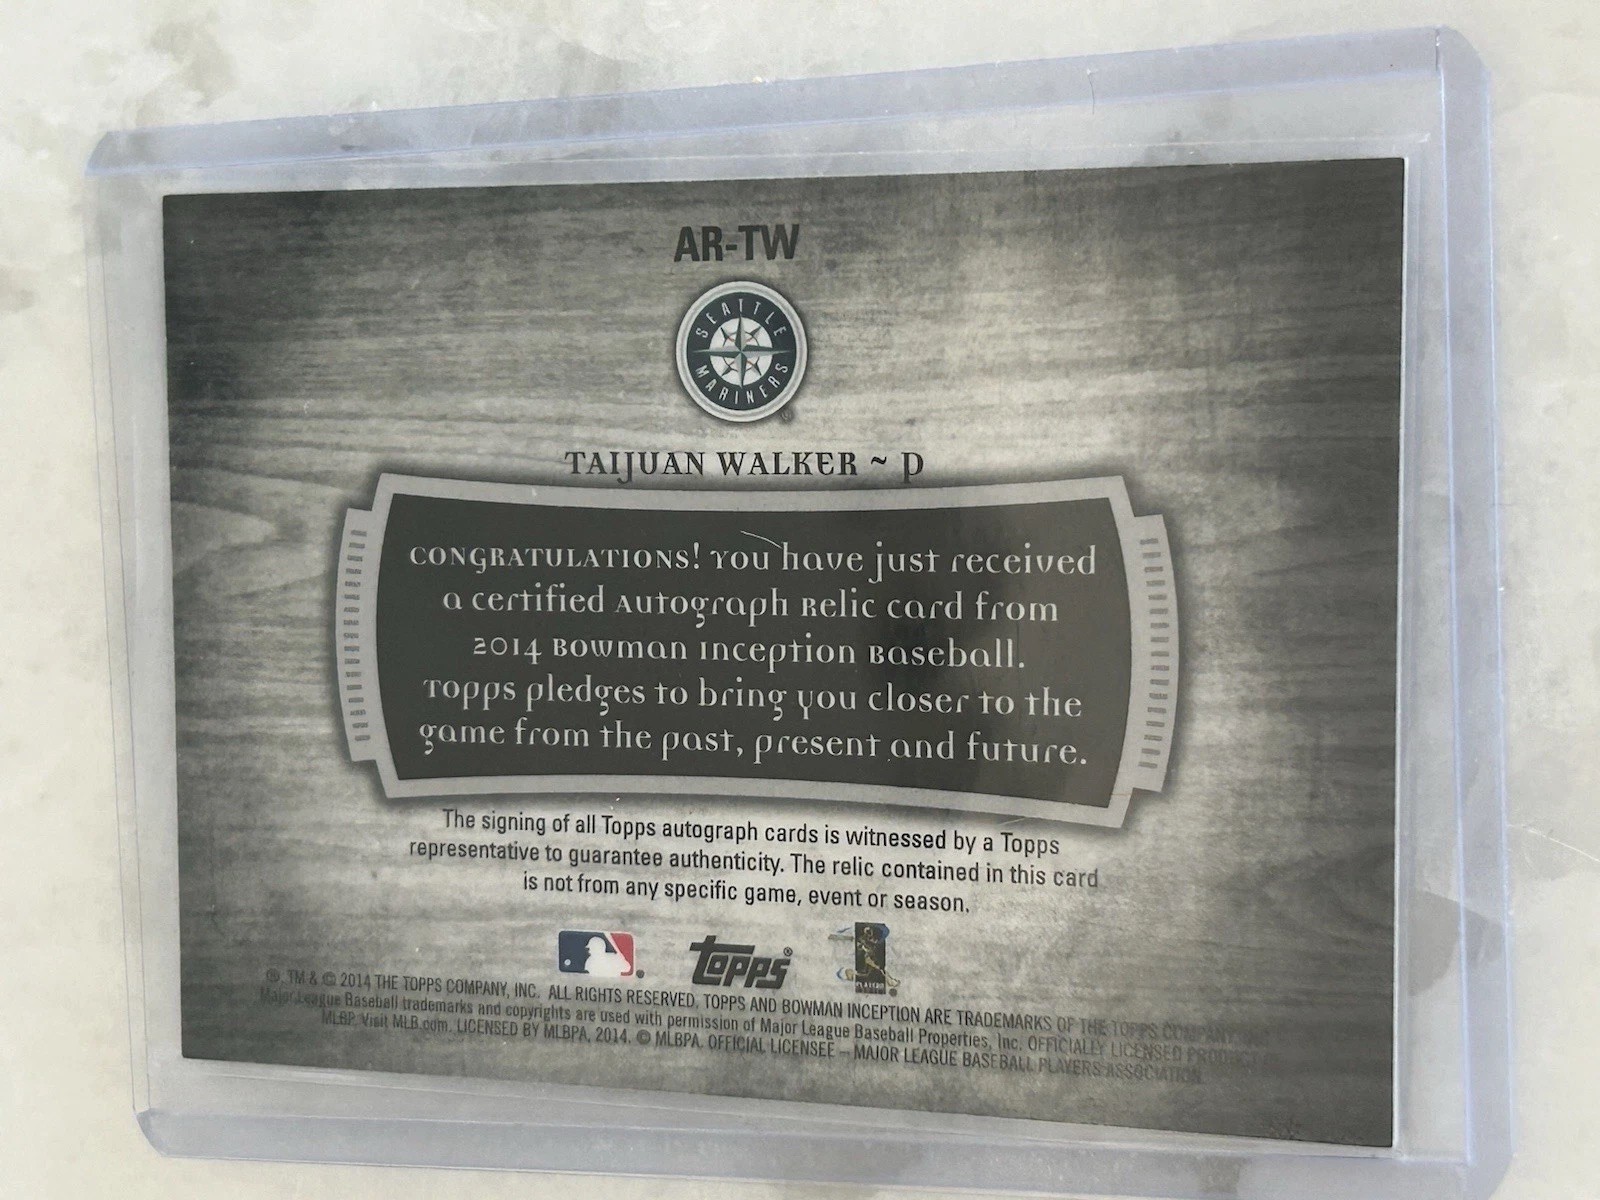 AR-TW
SEATTLE
MARINERS
TAIJUAN WALKER ~ P
CONGRATULATIONS! YOU have just received
a certified Autograph Relic card from
2014 Bowman Inception Baseball.
Topps pledges to bring you closer to the
game from the past, present and future.
The signing of all Topps autograph cards is witnessed by a Topps
representative to guarantee authenticity. The relic contained in this card
is not from any specific game, event or season.
Topps®
®, TM & © 2014 THE TOPPS COMPANY, INC. ALL RIGHTS RESERVED. TOPPS AND BOWMAN INCEPTION ARE TRADEMARKS OF THE TOPPS COMPANY, INC.
Major League Baseball trademarks and copyrights are used with permission of Major League Baseball Properties, Inc. OFFICIALLY LICENSED PRODUCT
MLBP. Visit MLB.com. LICENSED BY MLBPA, 2014. © MLBPA. OFFICIAL LICENSEE – MAJOR LEAGUE BASEBALL PLAYERS ASSOCIATION.